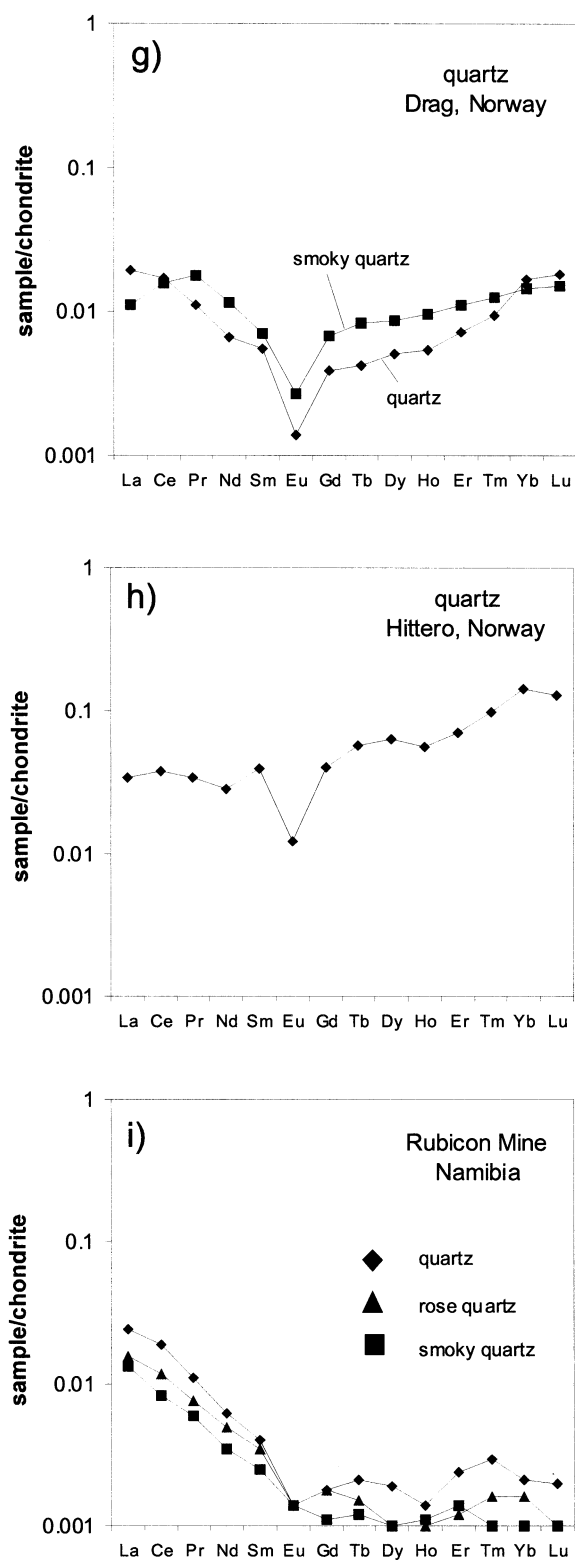 g)
quartz
Drag, Norway
sample/chondrite
1
0.1
0.01
0.001
smoky quartz
quartz
La Ce Pr Nd Sm Eu Gd Tb Dy Ho Er Tm Yb Lu
h)
quartz
Hittero, Norway
sample/chondrite
1
0.1
0.01
0.001
La Ce Pr Nd Sm Eu Gd Tb Dy Ho Er Tm Yb Lu
i)
Rubicon Mine
Namibia
sample/chondrite
1
0.1
0.01
0.001
quartz
rose quartz
smoky quartz
La Ce Pr Nd Sm Eu Gd Tb Dy Ho Er Tm Yb Lu